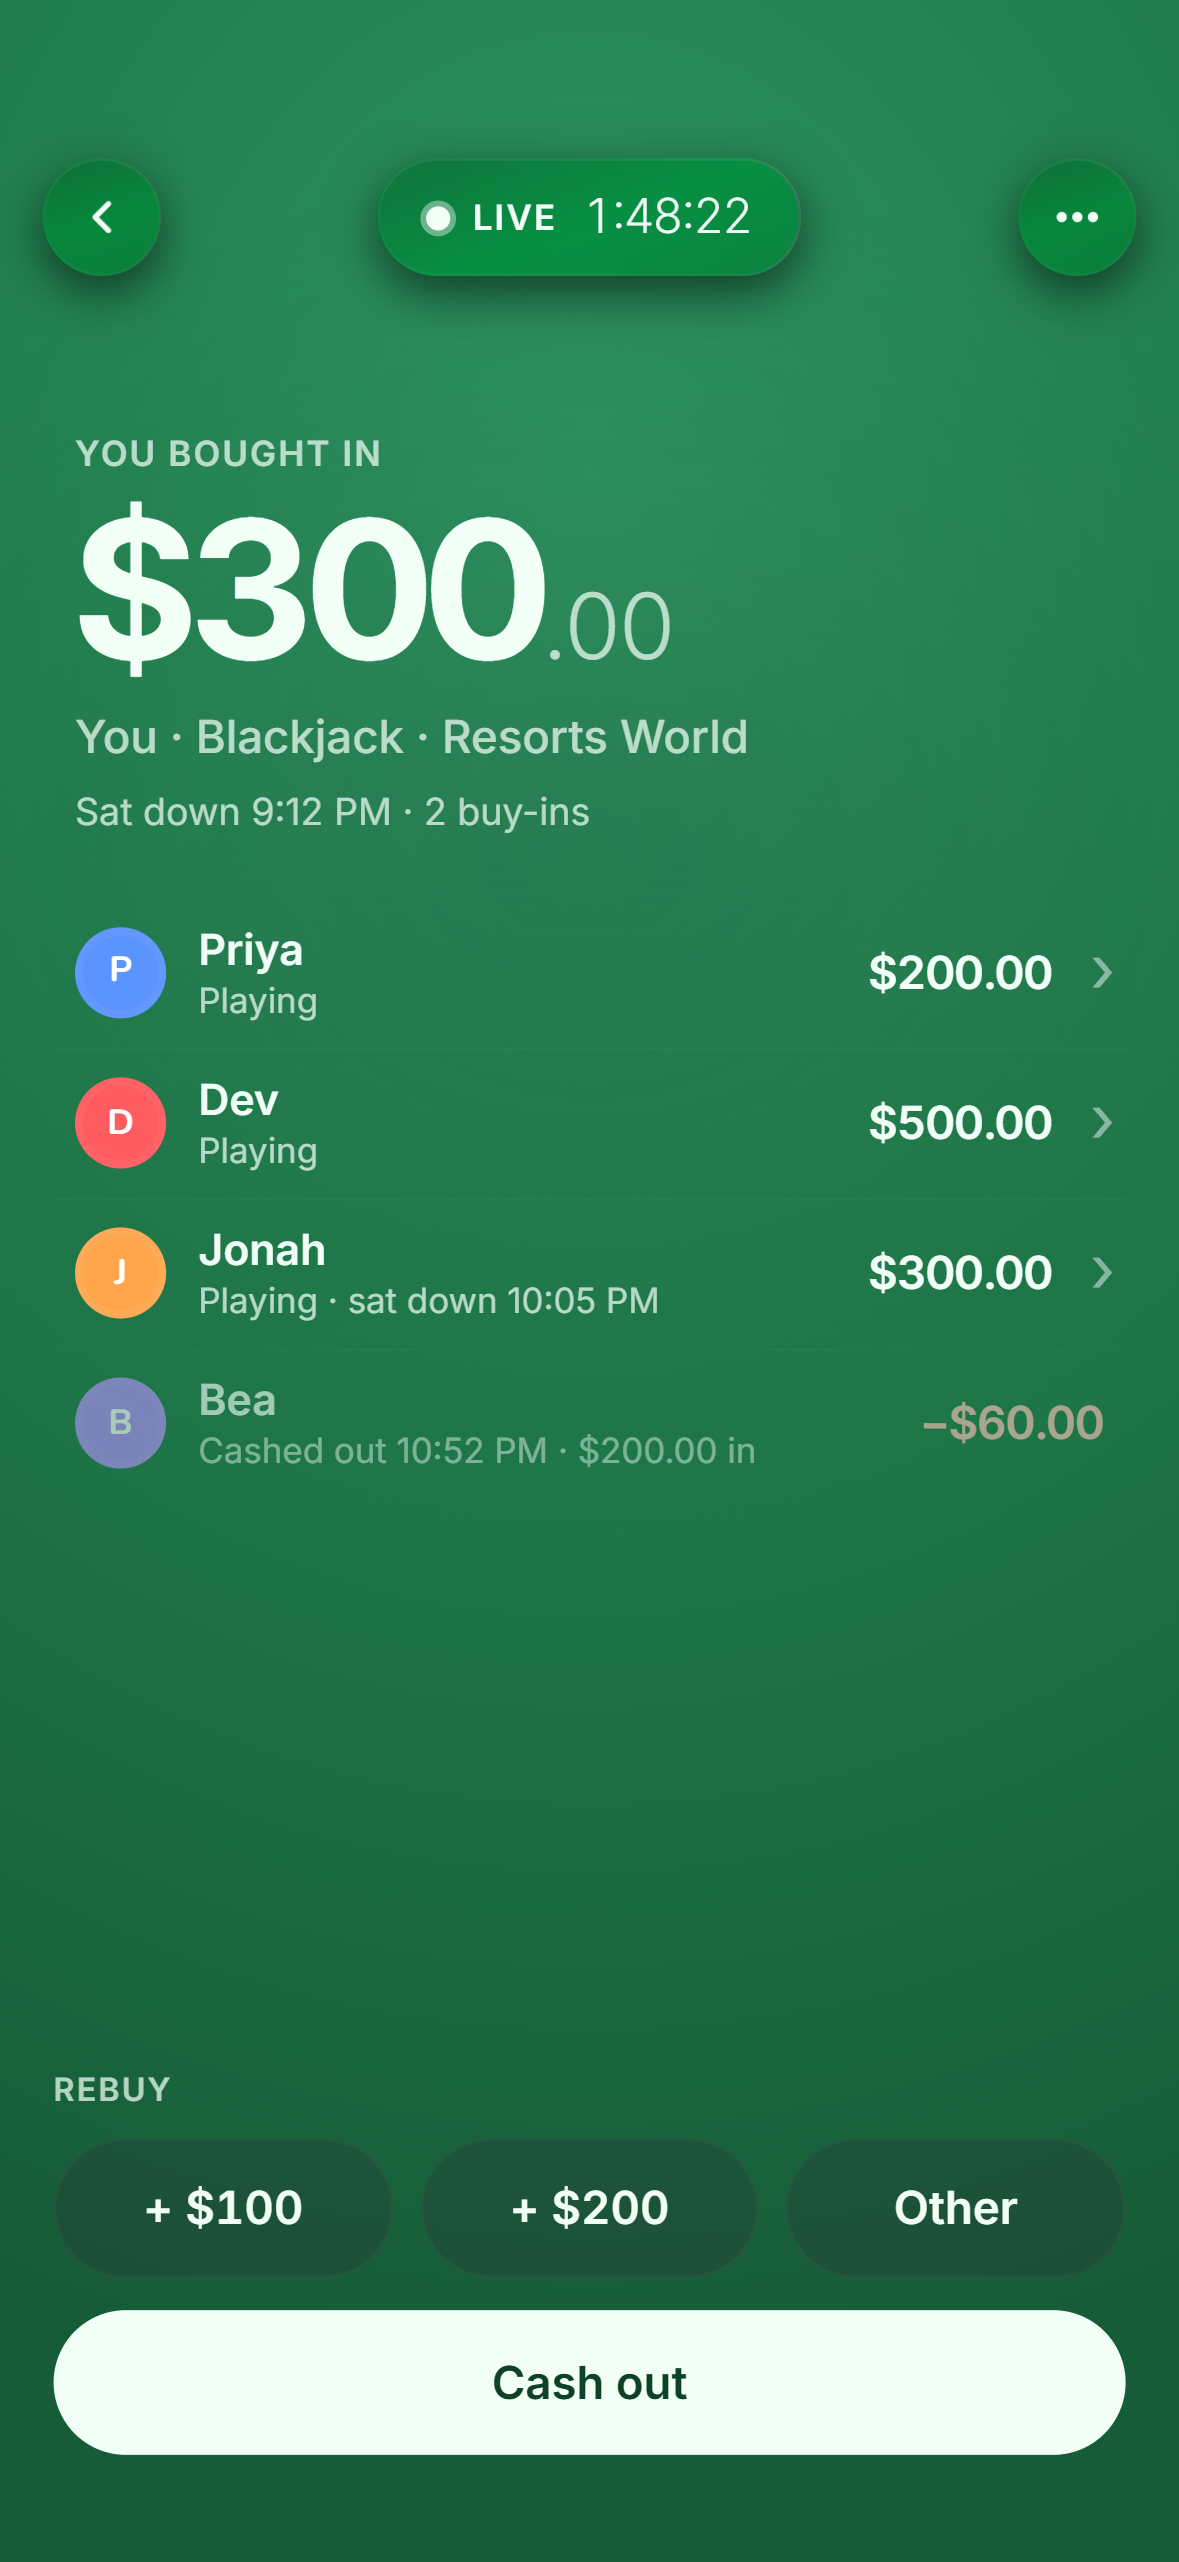 LIVE 1:48:22
YOU BOUGHT IN
$300.00
You · Blackjack · Resorts World
Sat down 9:12 PM · 2 buy-ins
P
Priya
Playing
$200.00
D
Dev
Playing
$500.00
J
Jonah
Playing · sat down 10:05 PM
$300.00
B
Bea
Cashed out 10:52 PM · $200.00 in
−$60.00
REBUY
+ $100
+ $200
Other
Cash out